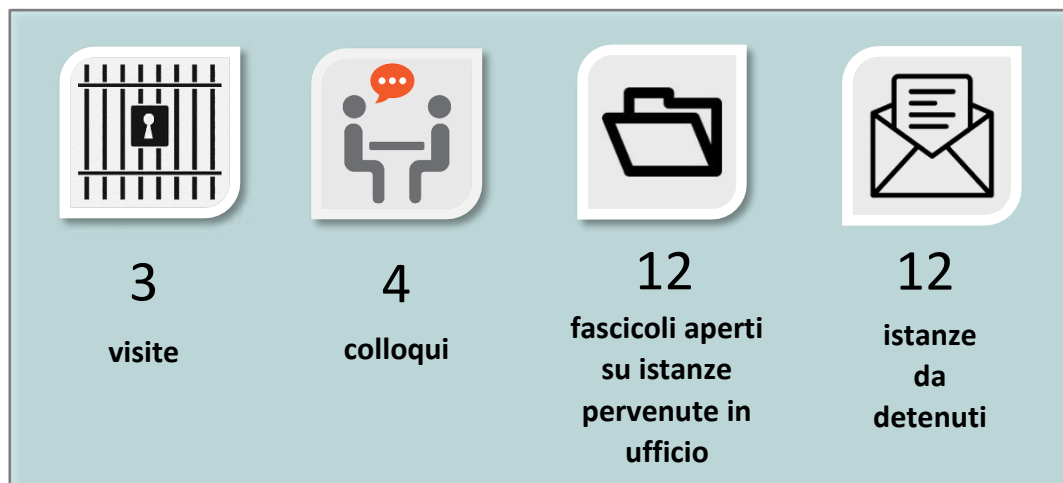 3
visite
4
colloqui
12
fascicoli aperti
su istanze
pervenute in
ufficio
12
istanze
da
detenuti